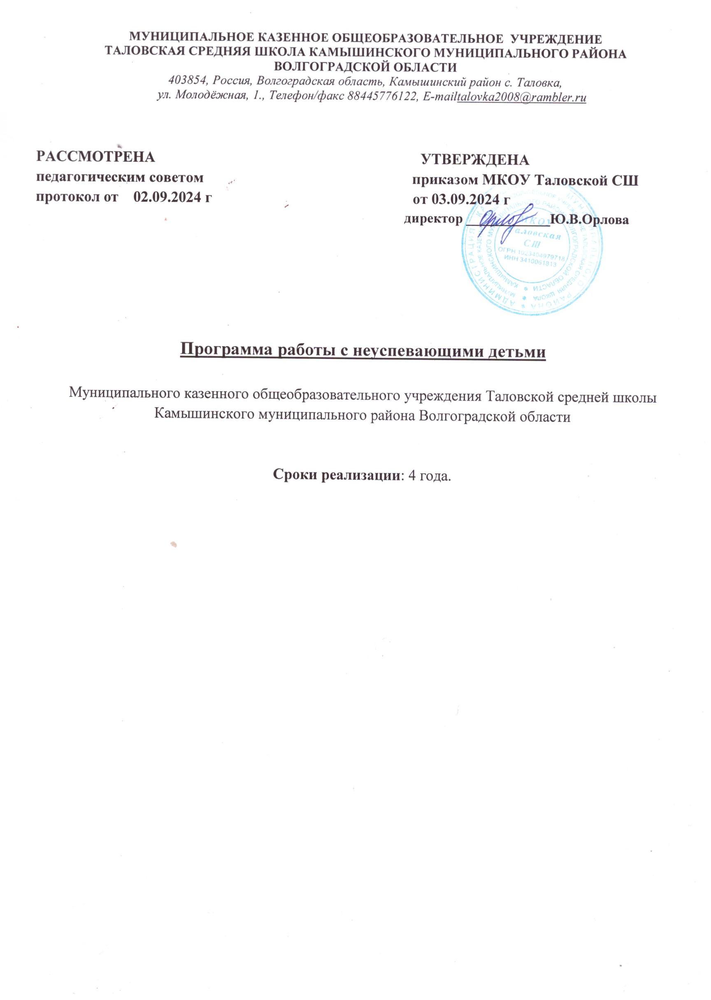 МУНИЦИПАЛЬНОЕ КАЗЕННОЕ ОБЩЕОБРАЗОВАТЕЛЬНОЕ УЧРЕЖДЕНИЕ
ТАЛОВСКАЯ СРЕДНЯЯ ШКОЛА КАМЫШИНСКОГО МУНИЦИПАЛЬНОГО РАЙОНА
ВОЛГОГРАДСКОЙ ОБЛАСТИ
403854, Россия, Волгоградская область, Камышинский район с. Таловка,
ул. Молодёжная, 1., Телефон/факс 88445776122, E-mailtalovka2008@rambler.ru
РАССМОТРЕНА
педагогическим советом
протокол от 02.09.2024 г
УТВЕРЖДЕНА
приказом МКОУ Таловской СШ
от 03.09.2024 г
директор ____________Ю.В.Орлова
МКОУ
Таловская
СШ
ОГРН 1023404979718
ИНН 3410061813
Программа работы с неуспевающими детьми
Муниципального казенного общеобразовательного учреждения Таловской средней школы
Камышинского муниципального района Волгоградской области
Сроки реализации: 4 года.